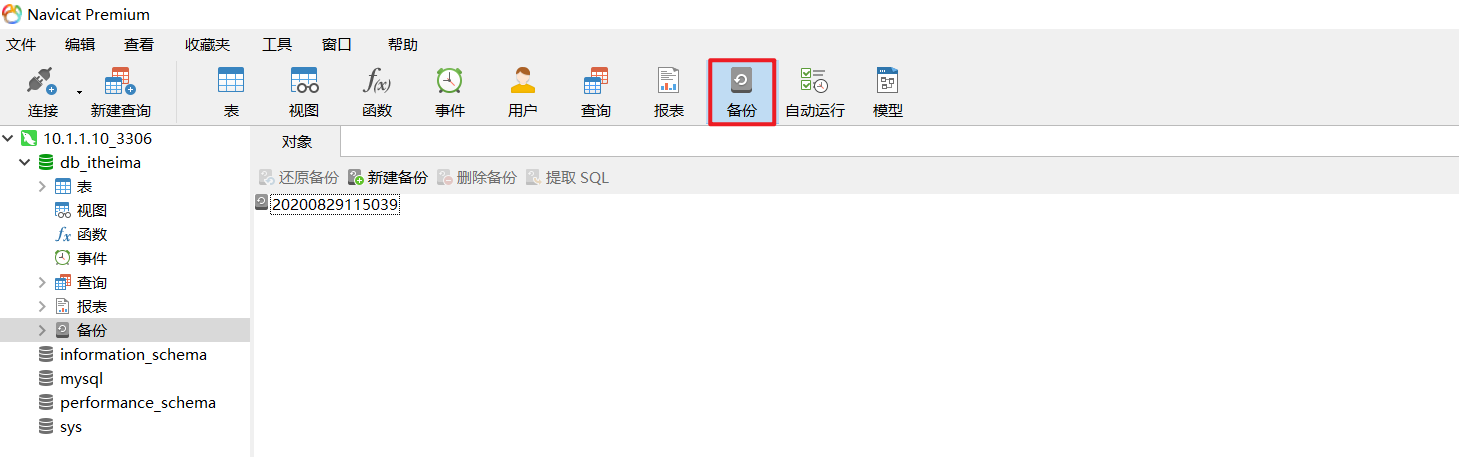 Navicat Premium
文件 编辑 查看 收藏夹 工具 窗口 帮助
连接 新建查询 表 视图 f(x) 函数 事件 用户 查询 报表 备份 自动运行 模型
10.1.1.10_3306
对象
db_itheima
还原备份 新建备份 删除备份 提取 SQL
表
20200829115039
视图
fx 函数
事件
查询
报表
备份
information_schema
mysql
performance_schema
sys